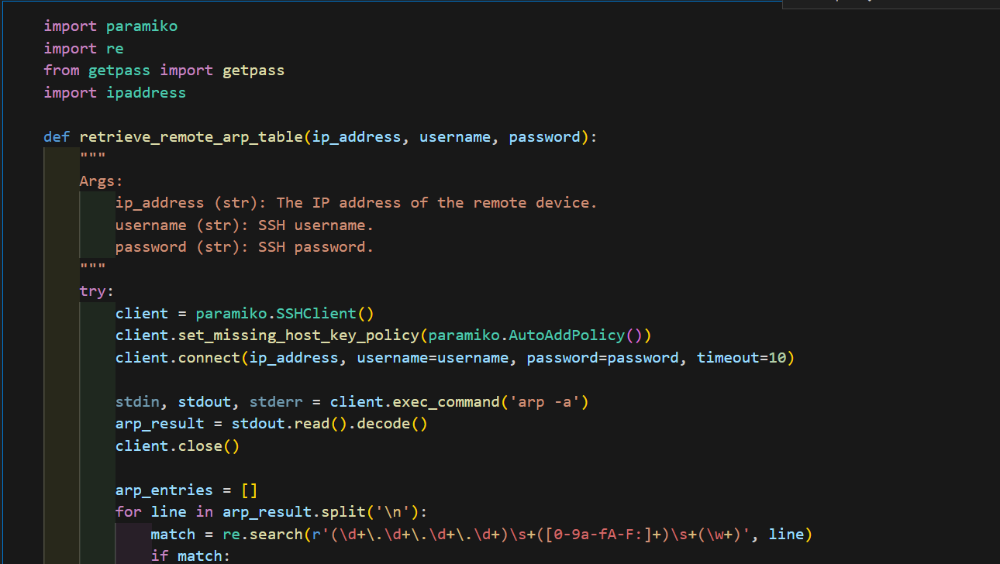 import paramiko
import re
from getpass import getpass
import ipaddress
def retrieve_remote_arp_table(ip_address, username, password):
"""
Args:
ip_address (str): The IP address of the remote device.
username (str): SSH username.
password (str): SSH password.
"""
try:
client = paramiko.SSHClient()
client.set_missing_host_key_policy(paramiko.AutoAddPolicy())
client.connect(ip_address, username=username, password=password, timeout=10)
stdin, stdout, stderr = client.exec_command('arp -a')
arp_result = stdout.read().decode()
client.close()
arp_entries = []
for line in arp_result.split('\n'):
match = re.search(r'(\d+\.\d+\.\d+\.\d+)\s+([0-9a-fA-F:]+)\s+(\w+)', line)
if match: